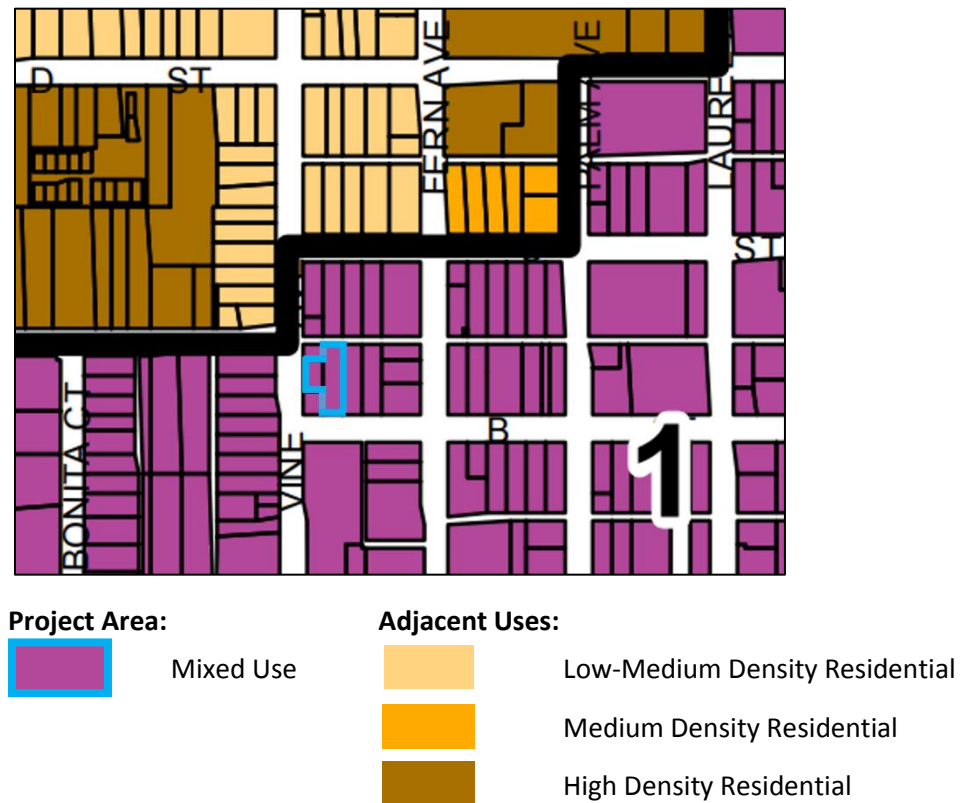 D ST
FERN AVE
PALM AVE
LAUREL
ST
BONITA CT
VINE
B
1
Project Area:
Adjacent Uses:
Mixed Use
Low-Medium Density Residential
Medium Density Residential
High Density Residential